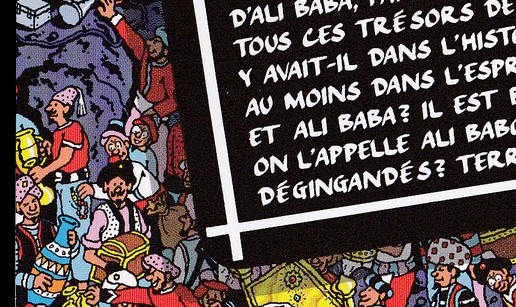 D'ALI BABA,
TOUS CES TRÉSORS DE
Y AVAIT-IL DANS L'HISTO
AU MOINS DANS L'ESPR
ET ALI BABA? IL EST
ON L'APPELLE ALI BAB
DÉGINGANDÉS? TERR